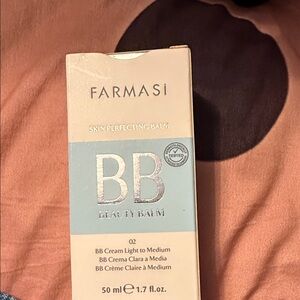 FARMASi
SKIN PERFECTING BALM
BB
BEAUTY BALM
02
BB Cream Light to Medium
BB Crema Clara a Media
BB Crème Claire à Medium
50 ml ℮ 1.7 fl.oz.